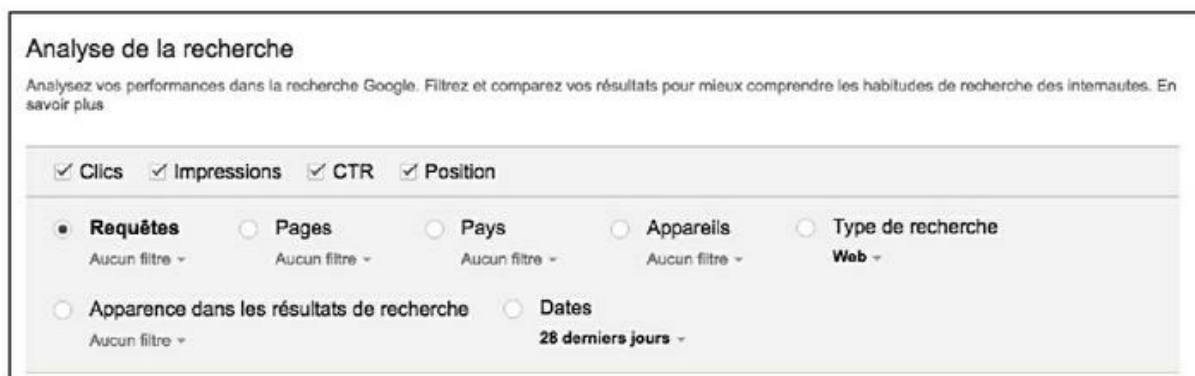 Analyse de la recherche
Analysez vos performances dans la recherche Google. Filtrez et comparez vos résultats pour mieux comprendre les habitudes de recherche des internautes. En
savoir plus
Clics Impressions CTR Position
Requêtes Pages Pays Appareils Type de recherche
Aucun filtre Aucun filtre Aucun filtre Aucun filtre Web
Apparence dans les résultats de recherche Dates
Aucun filtre 28 derniers jours